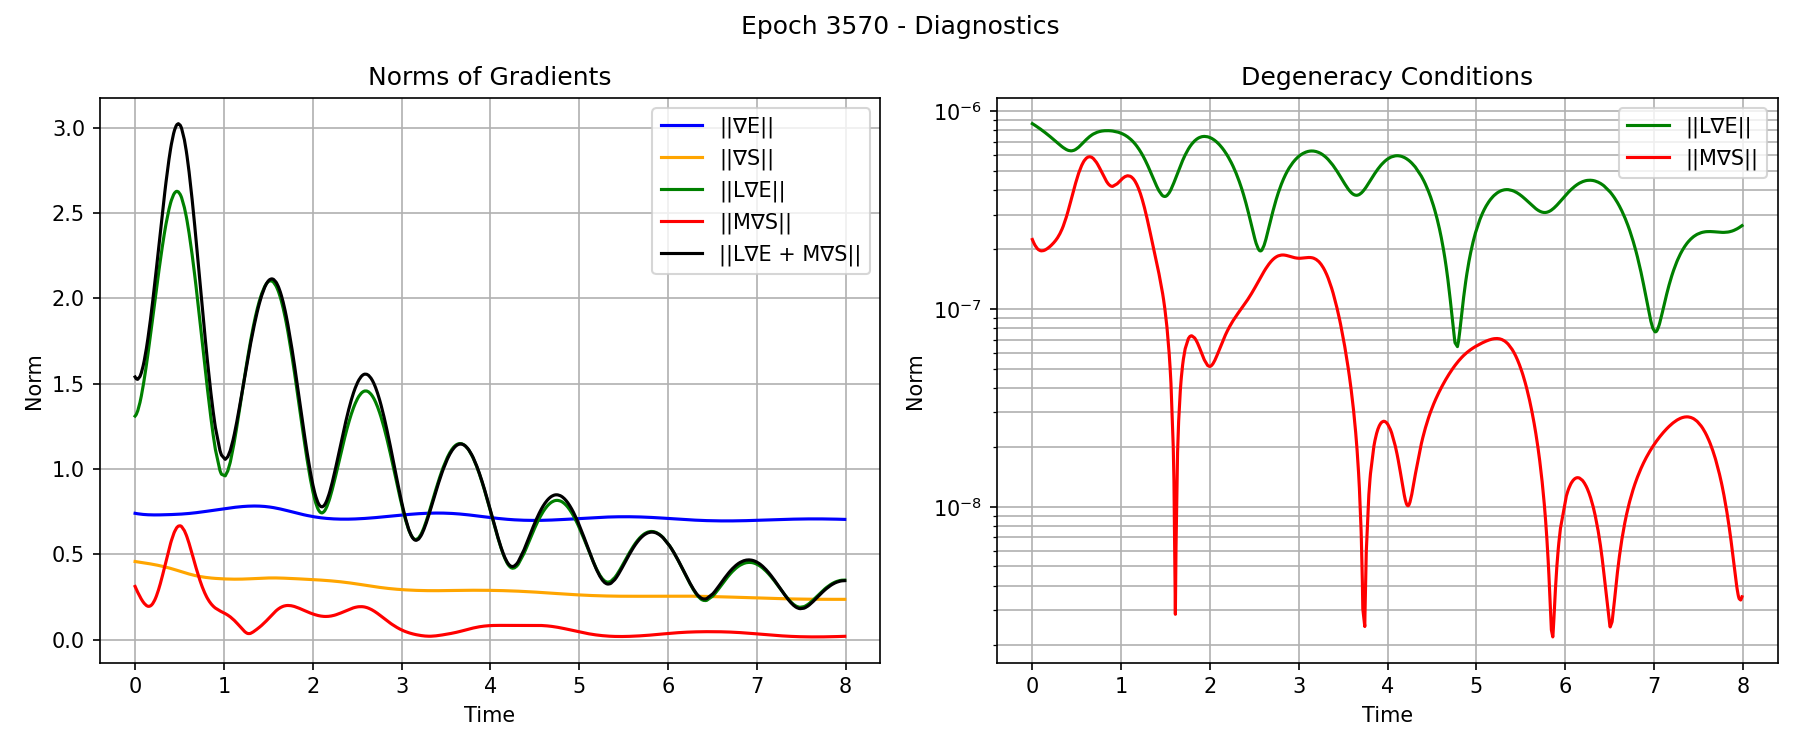 Epoch 3570 - Diagnostics
Norms of Gradients
Norm
3.0
2.5
2.0
1.5
1.0
0.5
0.0
0 1 2 3 4 5 6 7 8
Time
||∇E||
||∇S||
||L∇E||
||M∇S||
||L∇E + M∇S||
Degeneracy Conditions
Norm
10⁻⁶
10⁻⁷
10⁻⁸
0 1 2 3 4 5 6 7 8
Time
||L∇E||
||M∇S||